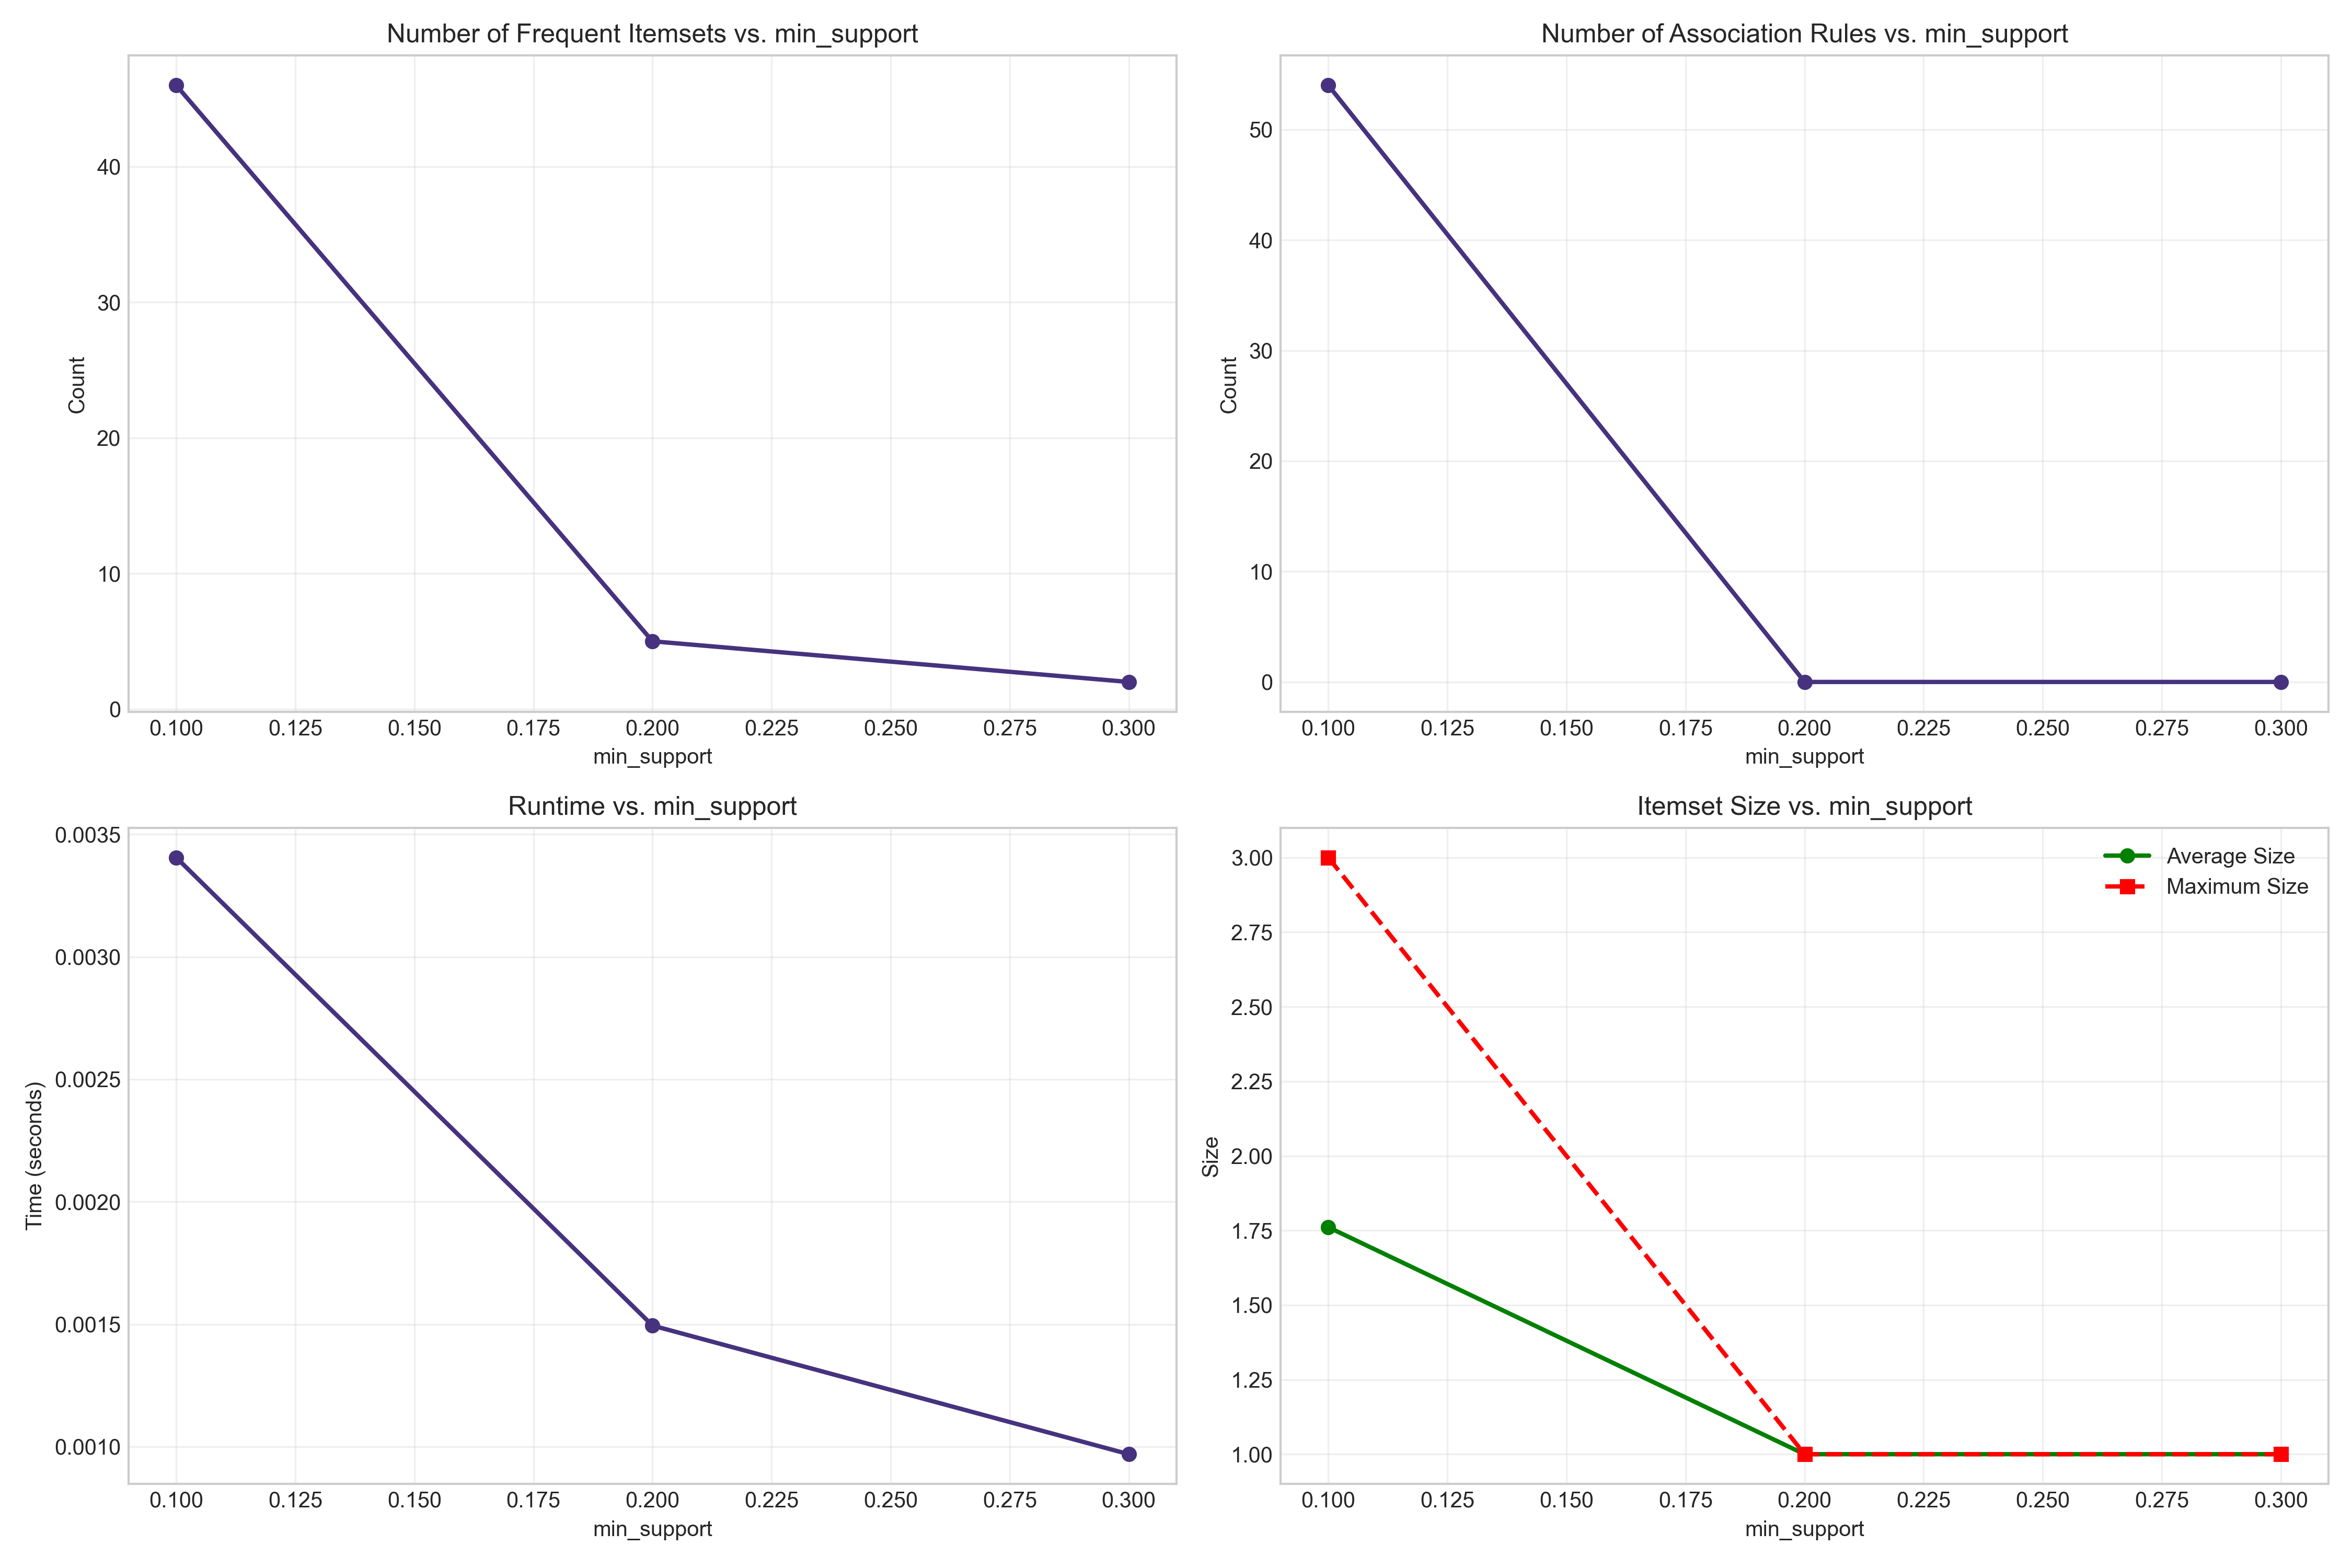 Number of Frequent Itemsets vs. min_support
40
30
20
10
0
Count
0.100 0.125 0.150 0.175 0.200 0.225 0.250 0.275 0.300
min_support
Number of Association Rules vs. min_support
50
40
30
20
10
0
Count
0.100 0.125 0.150 0.175 0.200 0.225 0.250 0.275 0.300
min_support
Runtime vs. min_support
0.0035
0.0030
0.0025
0.0020
0.0015
0.0010
Time (seconds)
0.100 0.125 0.150 0.175 0.200 0.225 0.250 0.275 0.300
min_support
Itemset Size vs. min_support
Average Size
Maximum Size
3.00
2.75
2.50
2.25
2.00
1.75
1.50
1.25
1.00
Size
0.100 0.125 0.150 0.175 0.200 0.225 0.250 0.275 0.300
min_support